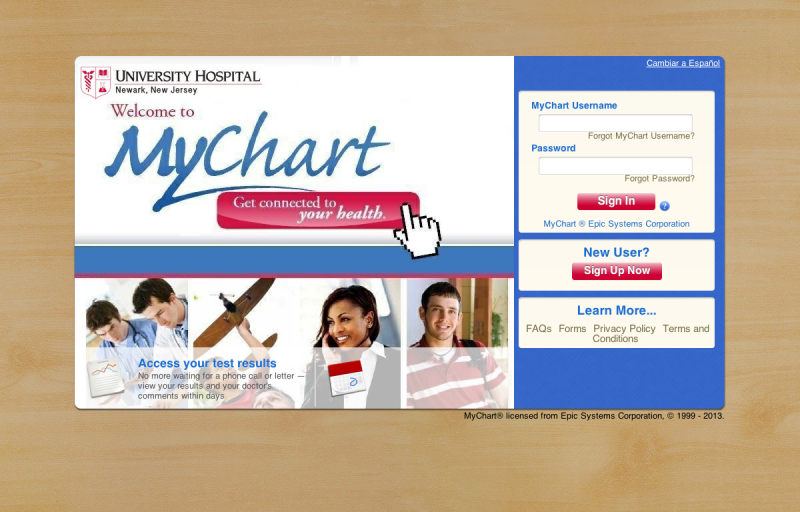 UNIVERSITY HOSPITAL
Newark, New Jersey
Welcome to
MyChart
Get connected to
your health.
Access your test results
No more waiting for a phone call or letter —
view your results and your doctor's
comments within days
Cambiar a Español
MyChart Username
Forgot MyChart Username?
Password
Forgot Password?
Sign In
?
MyChart ® Epic Systems Corporation
New User?
Sign Up Now
Learn More...
FAQs Forms Privacy Policy Terms and
Conditions
MyChart® licensed from Epic Systems Corporation, © 1999 - 2013.